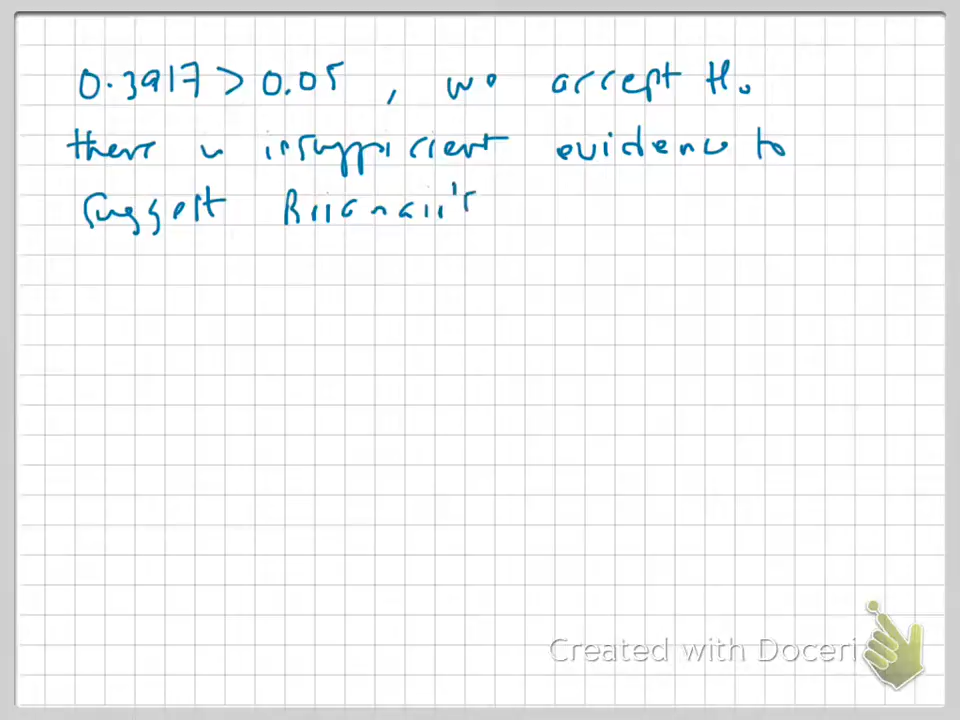 0.3917 > 0.05 , we accept H₀
there is insufficient evidence to
suggest
Created with Doceri